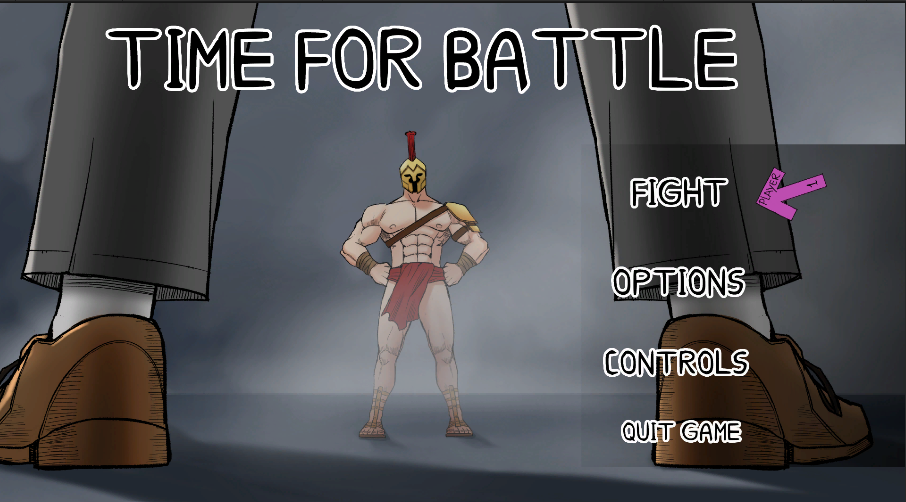 TIME FOR BATTLE
FIGHT
PLAYER
1
OPTIONS
CONTROLS
QUIT GAME